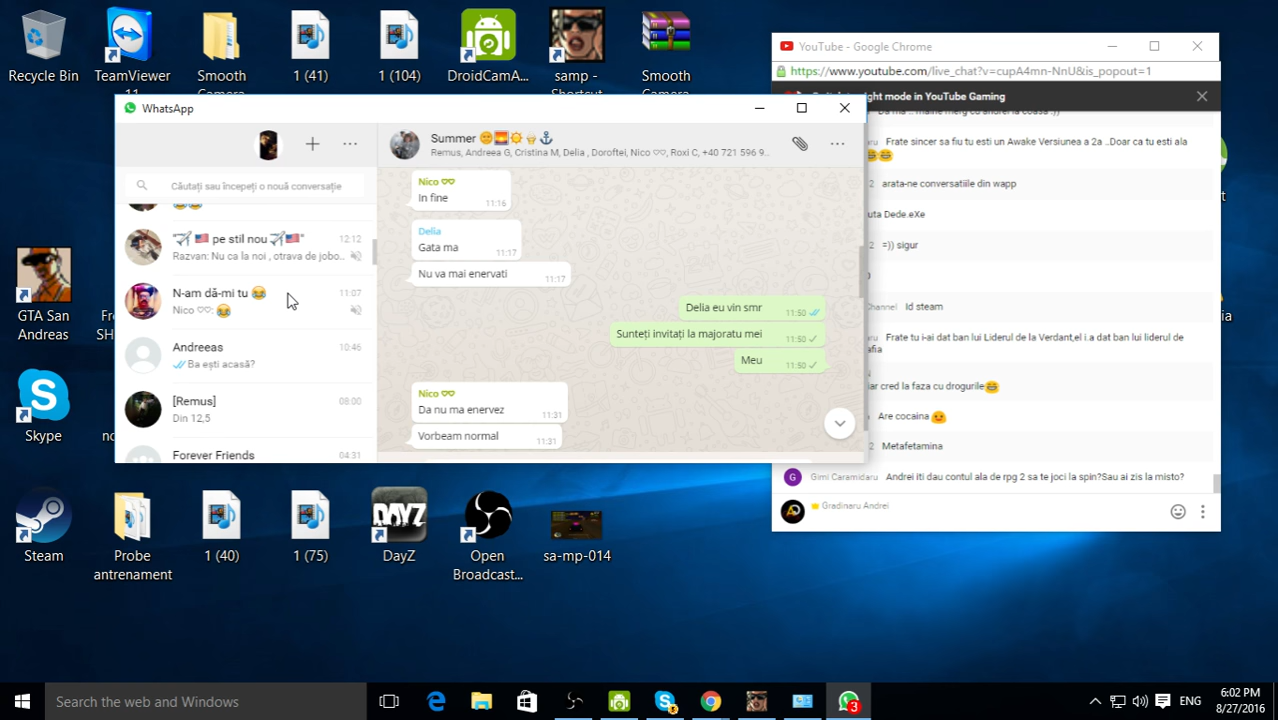 Recycle Bin
TeamViewer
11
Smooth
Camera
1 (41)
1 (104)
DroidCamA...
samp -
Shortcut
Smooth
Camera
GTA San
Andreas
Skype
Steam
Probe
antrenament
1 (40)
1 (75)
DayZ
Open
Broadcast...
sa-mp-014
WhatsApp
Căutați sau începeți o nouă conversație
"✈️🇺🇸 pe stil nou ✈️🇺🇸" 12:12
Razvan: Nu ca la noi , otrava de jobo...
N-am dă-mi tu 😂 11:07
Nico ♡♡: 😂
Andreeas 10:46
Ba ești acasă?
[Remus] 08:00
Din 12,5
Forever Friends 04:31
Summer 🌞🌅☀️🍦⚓
Remus, Andreea G, Cristina M, Delia , Doroftei, Nico ♡♡, Roxi C, +40 721 596 9...
Nico ♡♡
In fine 11:16
Delia
Gata ma 11:17
Nu va mai enervati 11:17
Delia eu vin smr 11:50
Sunteți invitați la majoratu mei 11:50
Meu 11:50
Nico ♡♡
Da nu ma enervez 11:31
Vorbeam normal 11:31
YouTube - Google Chrome
https://www.youtube.com/live_chat?v=cupA4mn-NnU&is_popout=1
mode in YouTube Gaming
Frate sincer sa fiu tu esti un Awake Versiunea a 2a ..Doar ca tu esti ala
😂😂
arata-ne conversatiile din wapp
Dede.eXe
=)) sigur
Id steam
Frate tu i-ai dat ban lui Liderul de la Verdant,el i.a dat ban lui liderul de
cred la faza cu drogurile😂
Are cocaina 😊
Metafetamina
G Gimi Caramidaru Andrei iti dau contul ala de rpg 2 sa te joci la spin?Sau ai zis la misto?
Gradinaru Andrei
Search the web and Windows
3
ENG
6:02 PM
8/27/2016